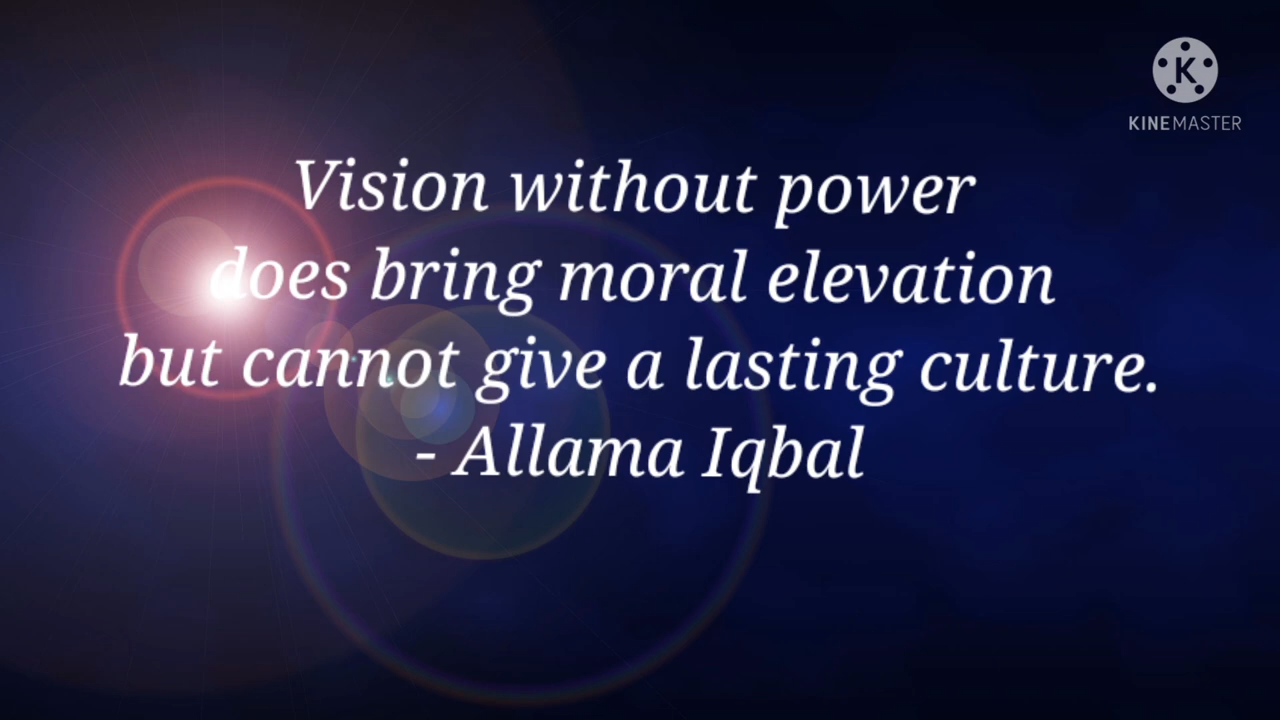 KINEMASTER
Vision without power
does bring moral elevation
but cannot give a lasting culture.
- Allama Iqbal